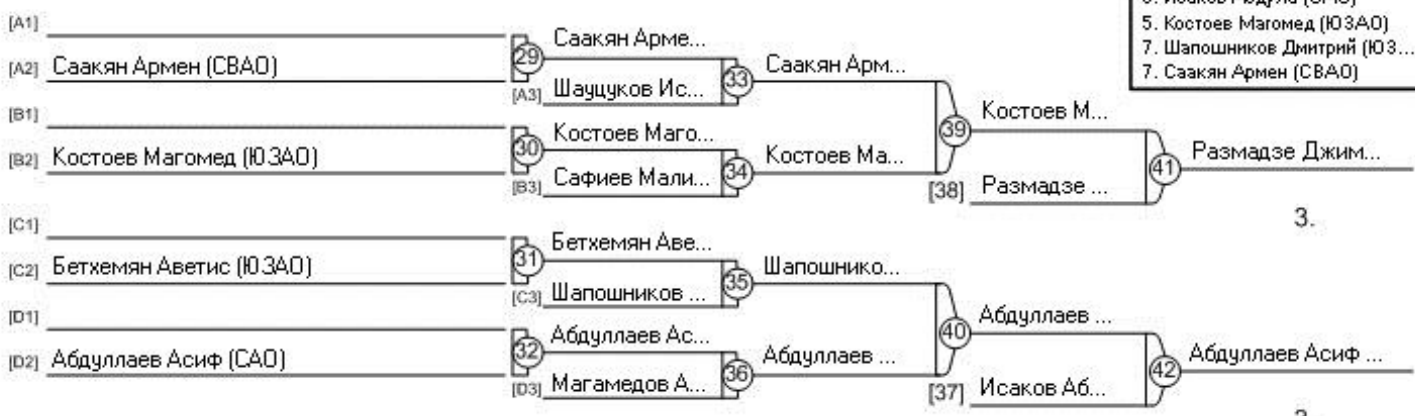 5. Костоев Магомед (ЮЗАО)
7. Шапошников Дмитрий (ЮЗ...
7. Саакян Армен (СВАО)
[A1]
[A2] Саакян Армен (СВАО)
29 Саакян Арме...
[A3] Шауцуков Ис...
33 Саакян Арм...
[B1]
[B2] Костоев Магомед (ЮЗАО)
30 Костоев Маго...
[B3] Сафиев Мали...
34 Костоев Ма...
39 Костоев М...
[38] Размадзе ...
41 Размадзе Джим...
3.
[C1]
[C2] Бетхемян Аветис (ЮЗАО)
31 Бетхемян Аве...
[C3] Шапошников ...
35 Шапошнико...
[D1]
[D2] Абдуллаев Асиф (САО)
32 Абдуллаев Ас...
[D3] Магамедов А...
36 Абдуллаев ...
40 Абдуллаев ...
[37] Исаков Аб...
42 Абдуллаев Асиф ...